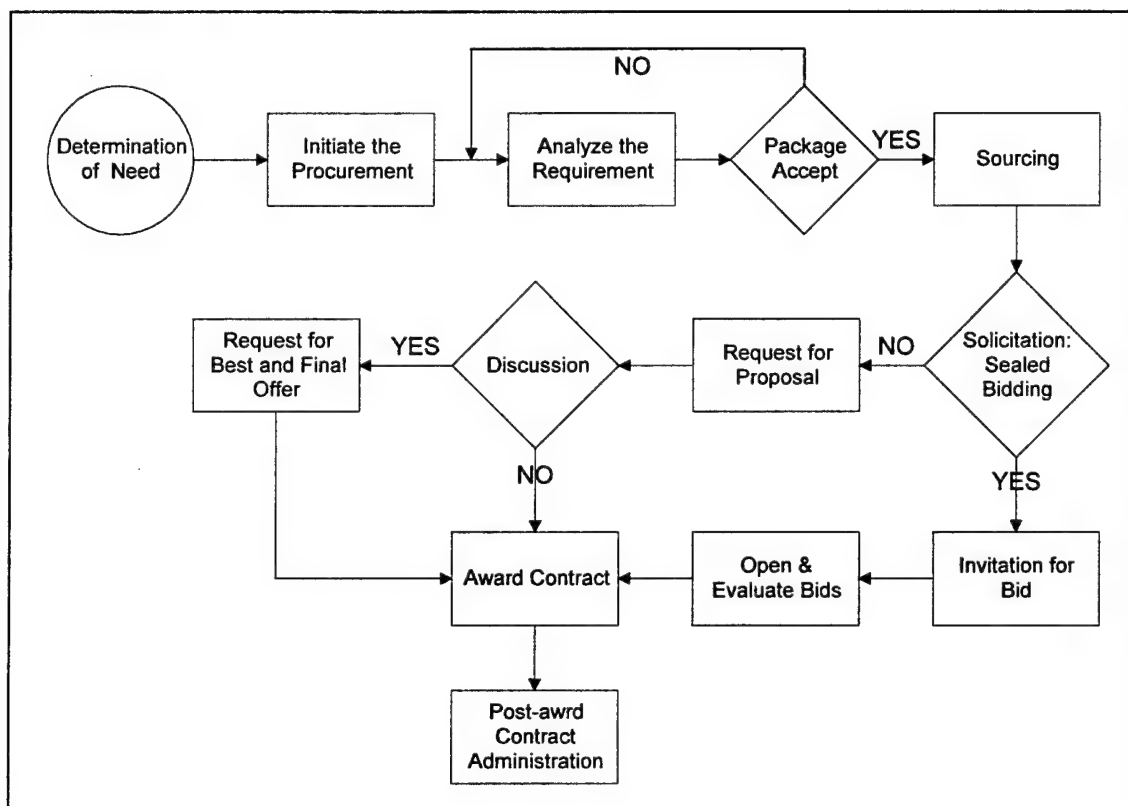 NO
Determination
of Need
Initiate the
Procurement
Analyze the
Requirement
Package
Accept
YES
Sourcing
Request for
Best and Final
Offer
YES
Discussion
Request for
Proposal
NO
Solicitation:
Sealed
Bidding
NO
YES
Award Contract
Open &
Evaluate Bids
Invitation for
Bid
Post-awrd
Contract
Administration